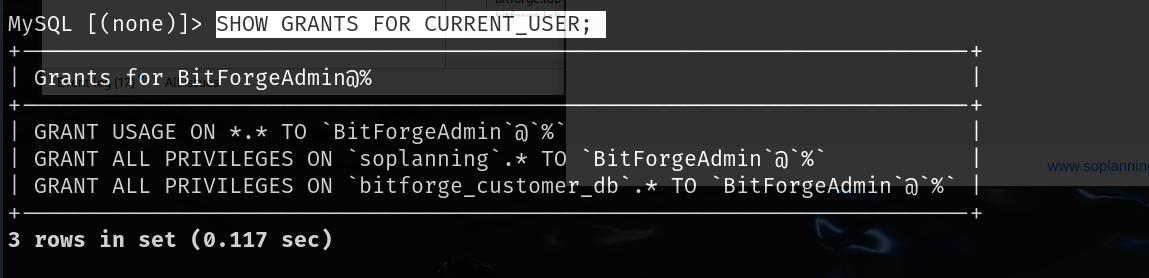 MySQL [(none)]> SHOW GRANTS FOR CURRENT_USER;
+-----------------------------------------------------------------------+
| Grants for BitForgeAdmin@% |
+-----------------------------------------------------------------------+
| GRANT USAGE ON *.* TO `BitForgeAdmin`@`%`
| GRANT ALL PRIVILEGES ON `soplanning`.* TO `BitForgeAdmin`@`%` |
| GRANT ALL PRIVILEGES ON `bitforge_customer_db`.* TO `BitForgeAdmin`@`%` |
+-----------------------------------------------------------------------+
3 rows in set (0.117 sec)
www.soplanning